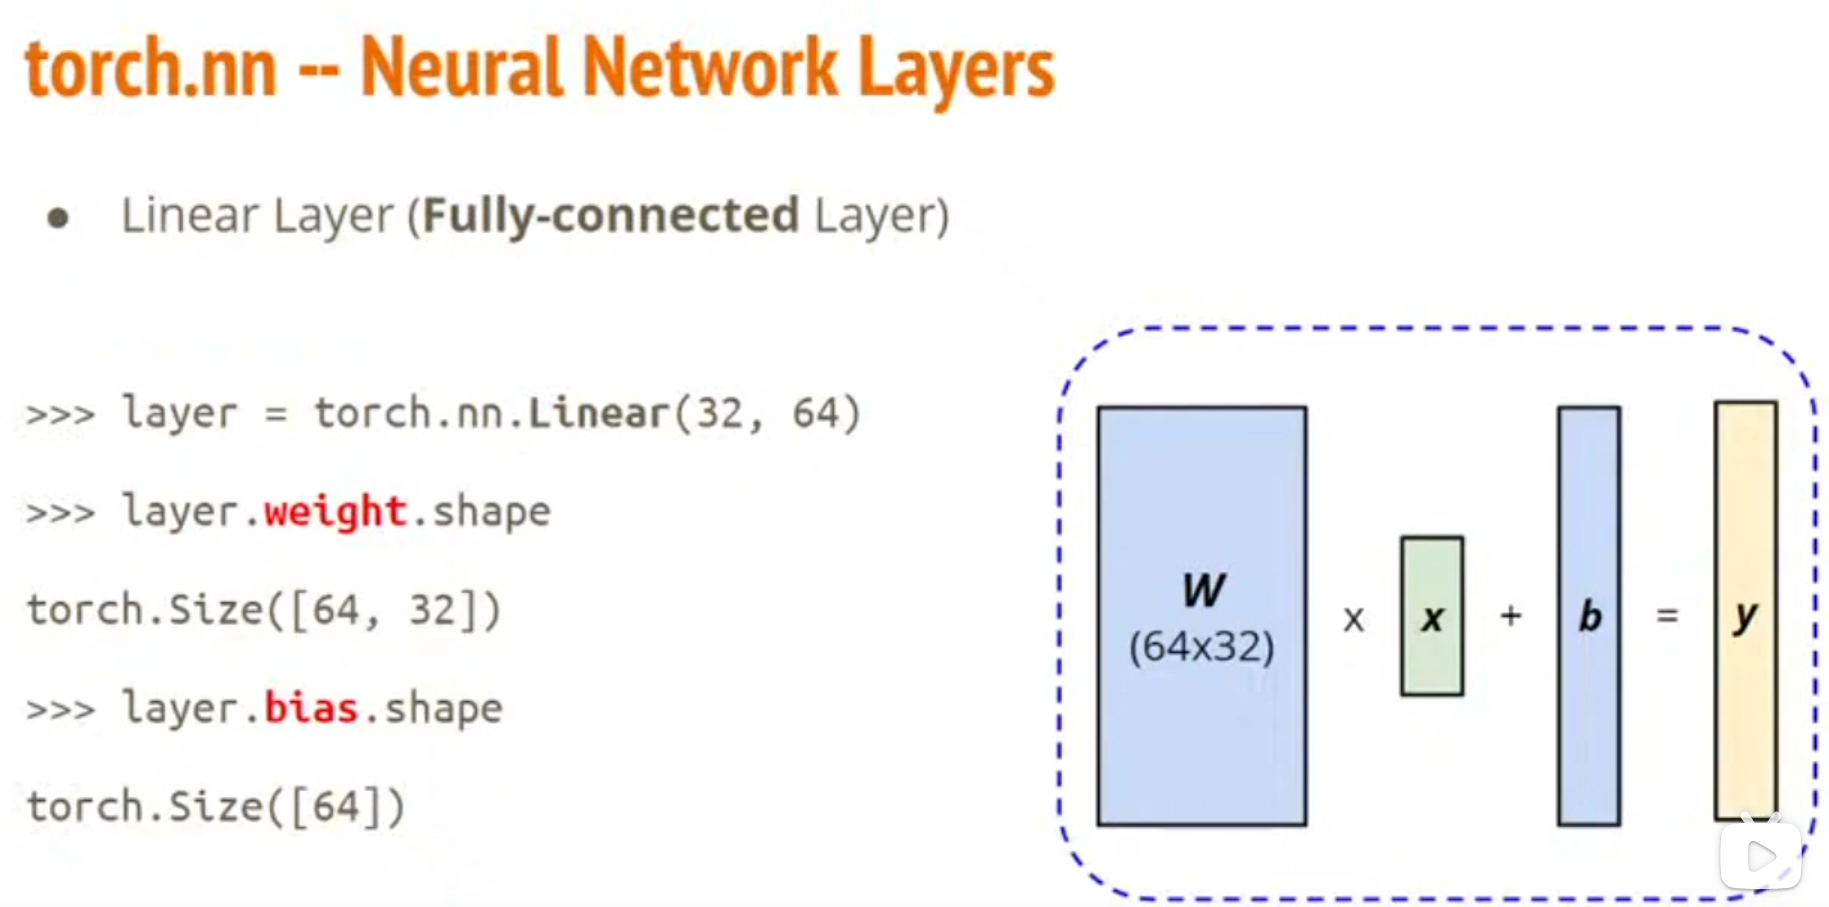 torch.nn -- Neural Network Layers
● Linear Layer (Fully-connected Layer)
>>> layer = torch.nn.Linear(32, 64)
>>> layer.weight.shape
torch.Size([64, 32])
>>> layer.bias.shape
torch.Size([64])
W
(64x32)
x x + b = y